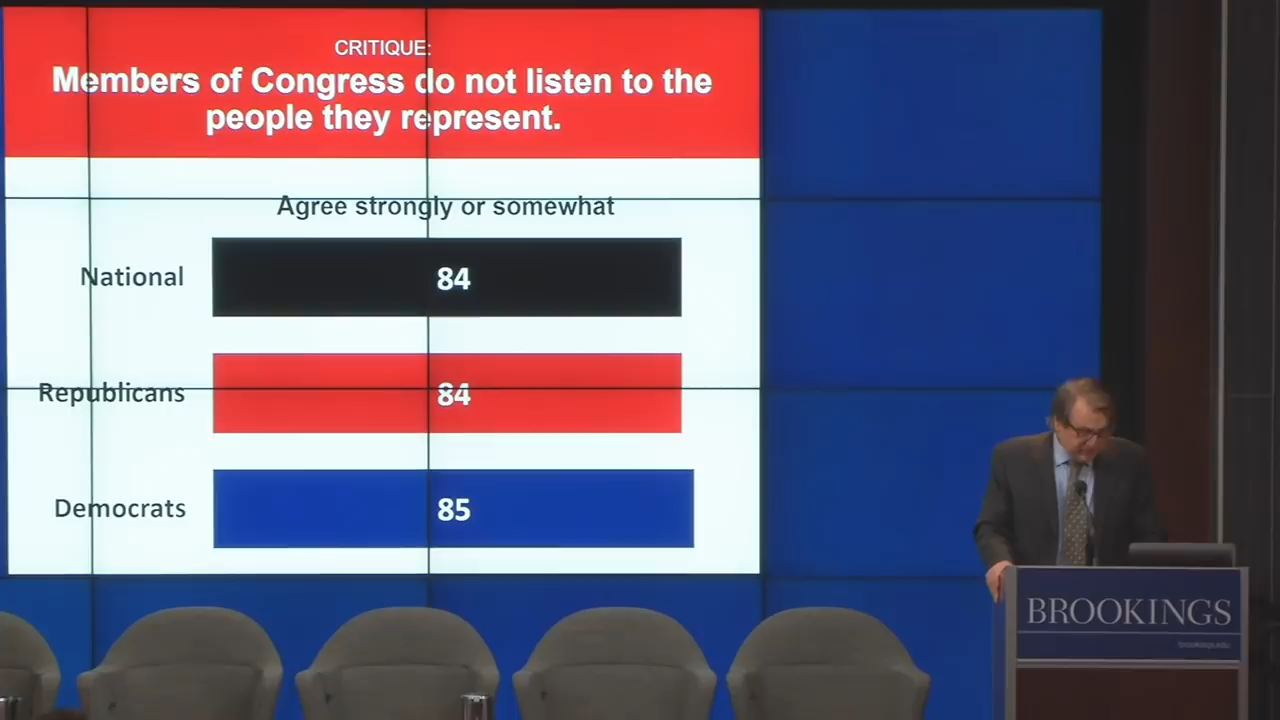 CRITIQUE:
Members of Congress do not listen to the
people they represent.
Agree strongly or somewhat
National
84
Republicans
84
Democrats
85
BROOKINGS
brookings.edu